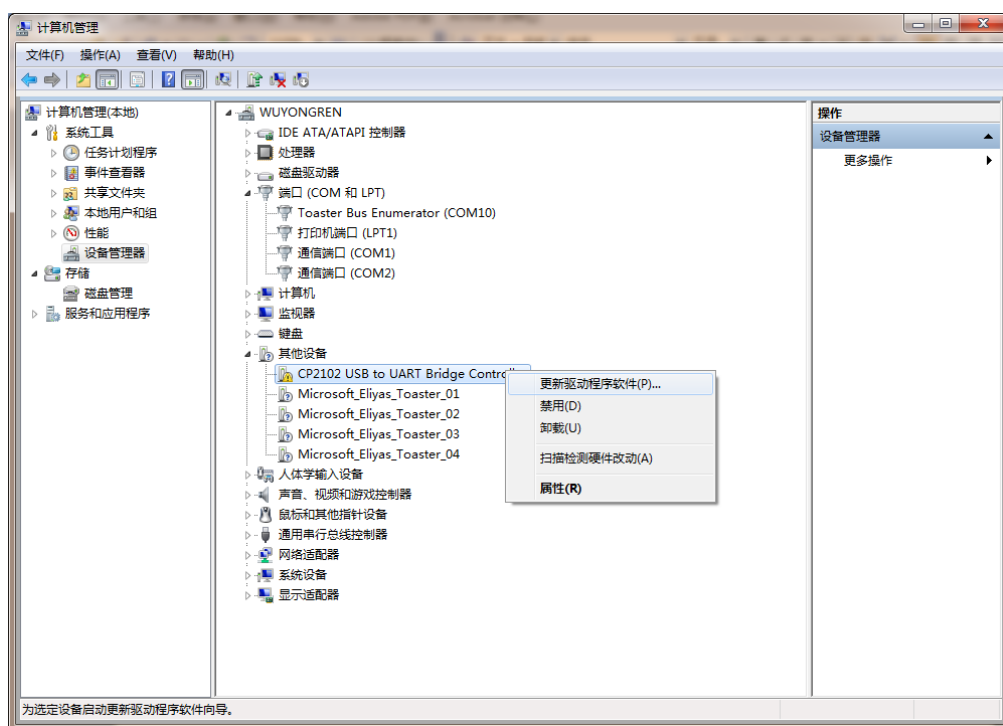 计算机管理
文件(F) 操作(A) 查看(V) 帮助(H)
计算机管理(本地)
系统工具
任务计划程序
事件查看器
共享文件夹
本地用户和组
性能
设备管理器
存储
磁盘管理
服务和应用程序
WUYONGREN
IDE ATA/ATAPI 控制器
处理器
磁盘驱动器
端口 (COM 和 LPT)
Toaster Bus Enumerator (COM10)
打印机端口 (LPT1)
通信端口 (COM1)
通信端口 (COM2)
计算机
监视器
键盘
其他设备
CP2102 USB to UART Bridge
Microsoft_Eliyas_Toaster_01
Microsoft_Eliyas_Toaster_02
Microsoft_Eliyas_Toaster_03
Microsoft_Eliyas_Toaster_04
人体学输入设备
声音、视频和游戏控制器
鼠标和其他指针设备
通用串行总线控制器
网络适配器
系统设备
显示适配器
更新驱动程序软件(P)...
禁用(D)
卸载(U)
扫描检测硬件改动(A)
属性(R)
操作
设备管理器
更多操作
为选定设备启动更新驱动程序软件向导。